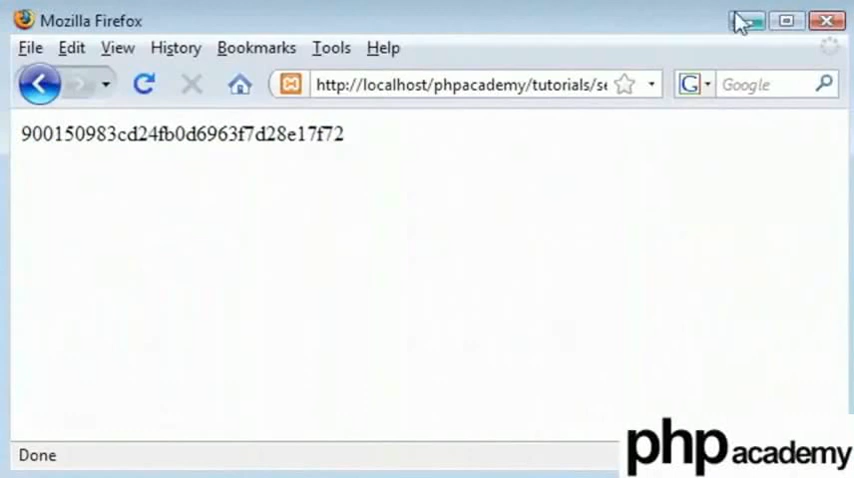 Mozilla Firefox
File Edit View History Bookmarks Tools Help
http://localhost/phpacademy/tutorials/se G Google
900150983cd24fb0d6963f7d28e17f72
Done
php academy